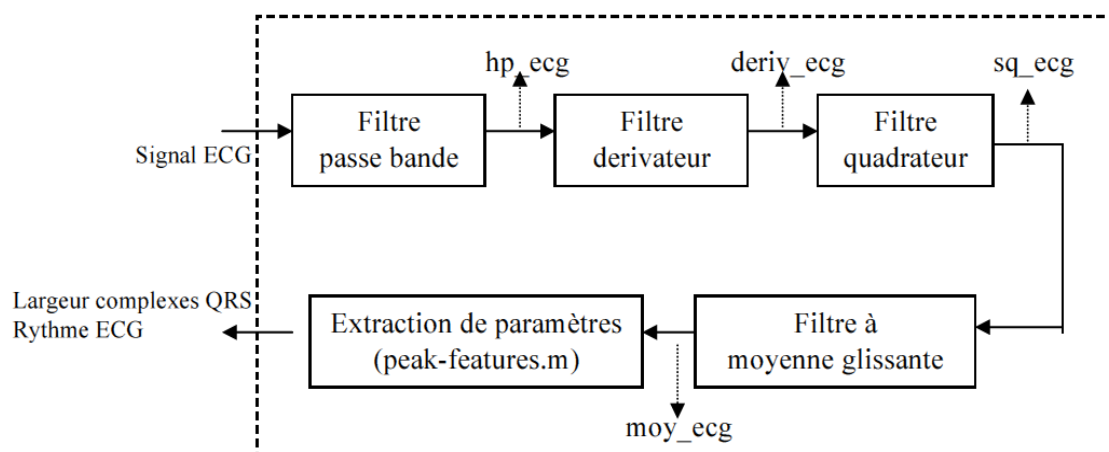 hp_ecg
deriv_ecg
sq_ecg
Signal ECG
Filtre
passe bande
Filtre
derivateur
Filtre
quadrateur
Largeur complexes QRS
Rythme ECG
Extraction de paramètres
(peak-features.m)
Filtre à
moyenne glissante
moy_ecg